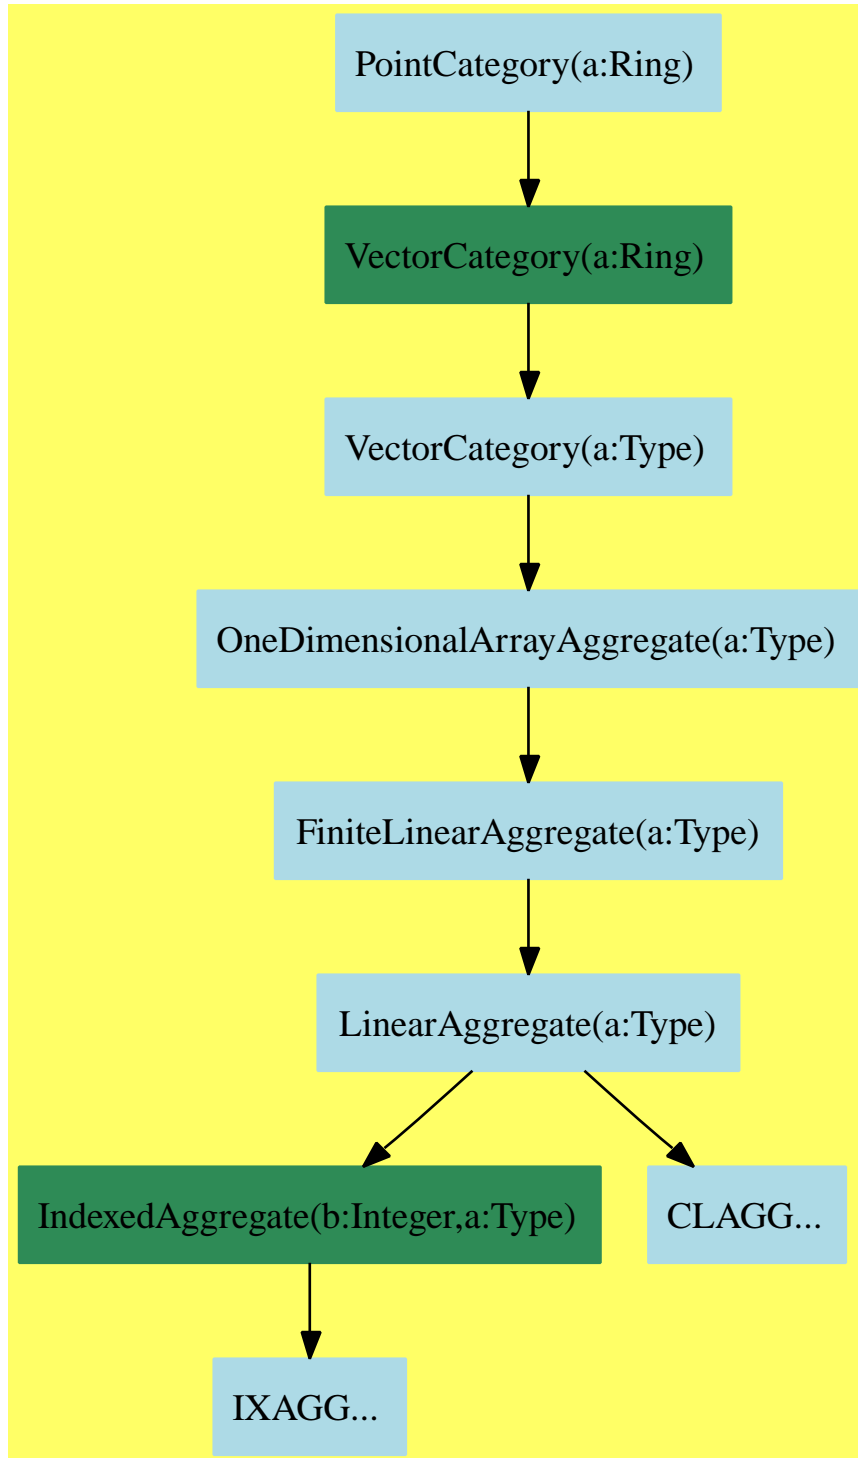 PointCategory(a:Ring)
VectorCategory(a:Ring)
VectorCategory(a:Type)
OneDimensionalArrayAggregate(a:Type)
FiniteLinearAggregate(a:Type)
LinearAggregate(a:Type)
IndexedAggregate(b:Integer,a:Type)
CLAGG...
IXAGG...